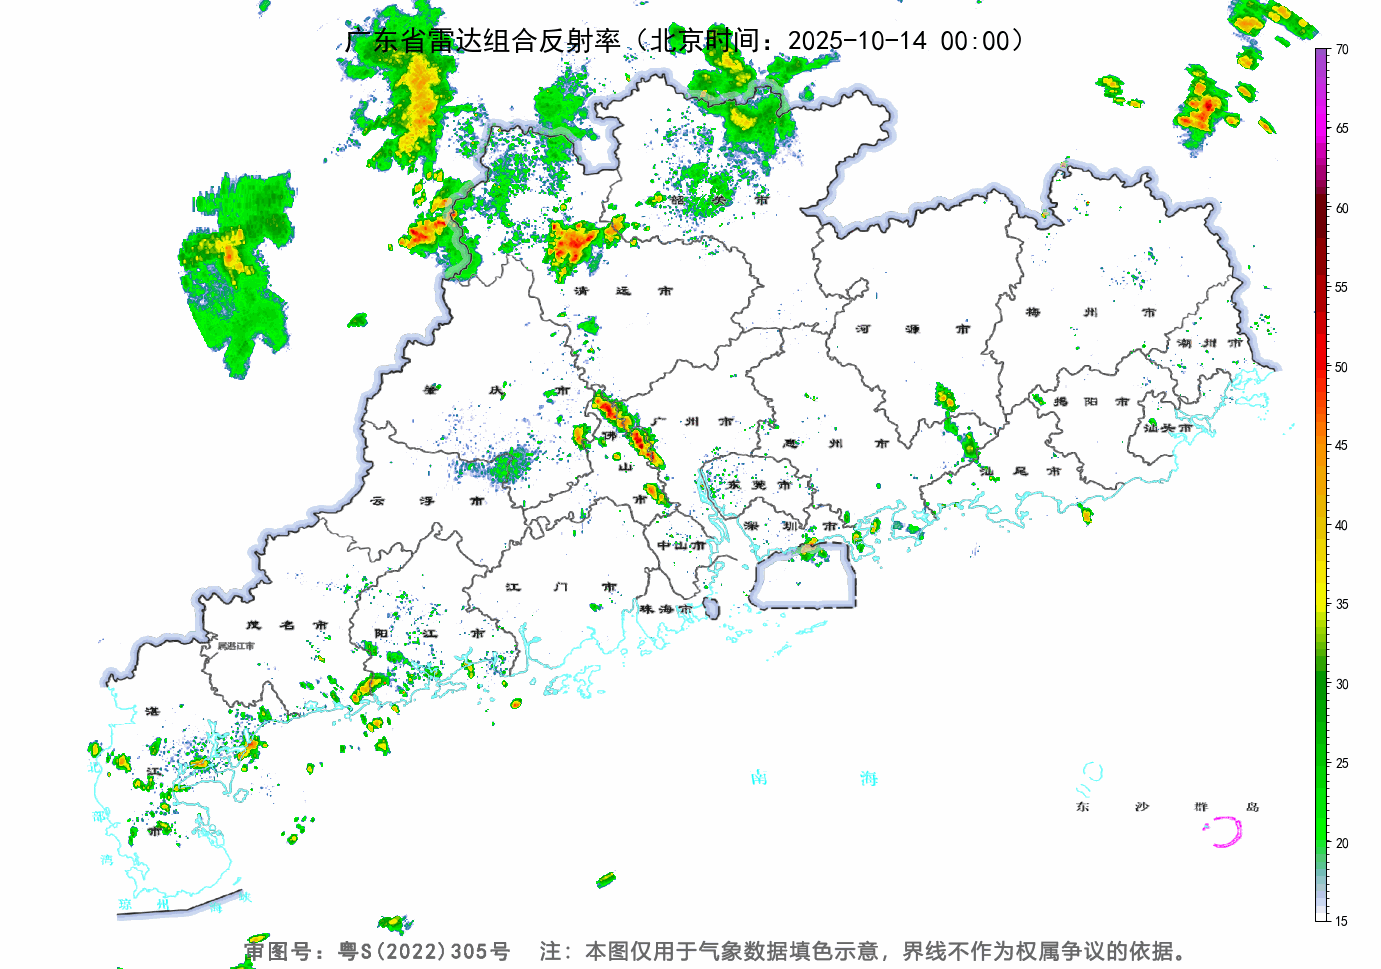 广东省雷达组合反射率（北京时间：2025-10-14 00:00）
70
65
60
55
50
45
40
35
30
25
20
15
韶关市
清远市
河源市
梅州市
潮州市
肇庆市
广州市
揭阳市
佛山市
惠州市
汕头市
云浮市
东莞市
汕尾市
深圳市
中山市
江门市
珠海市
茂名市
阳江市
属湛江市
湛江市
南海
东沙群岛
北部湾
琼州海峡
审图号：粤S(2022)305号 注：本图仅用于气象数据填色示意，界线不作为权属争议的依据。